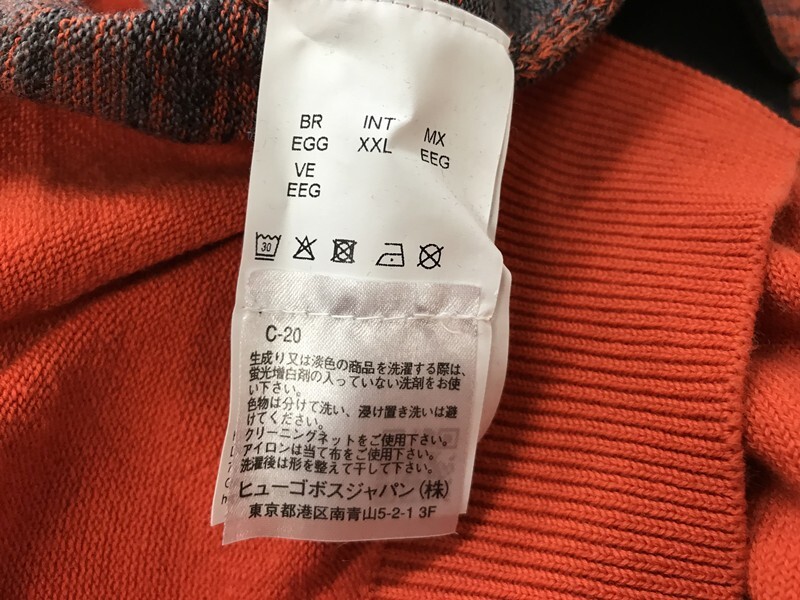 BR INT MX
EGG XXL EEG
VE
EEG
30
C-20
生成り又は淡色の商品を洗濯する際は、
蛍光増白剤の入っていない洗剤をお使
い下さい。
色物は分けて洗い、浸け置き洗いは避
けてください。
クリーニングネットをご使用下さい。
アイロンは当て布をご使用下さい。
洗濯後は形を整えて干して下さい。
ヒューゴボスジャパン(株)
東京都港区南青山5-2-1 3F